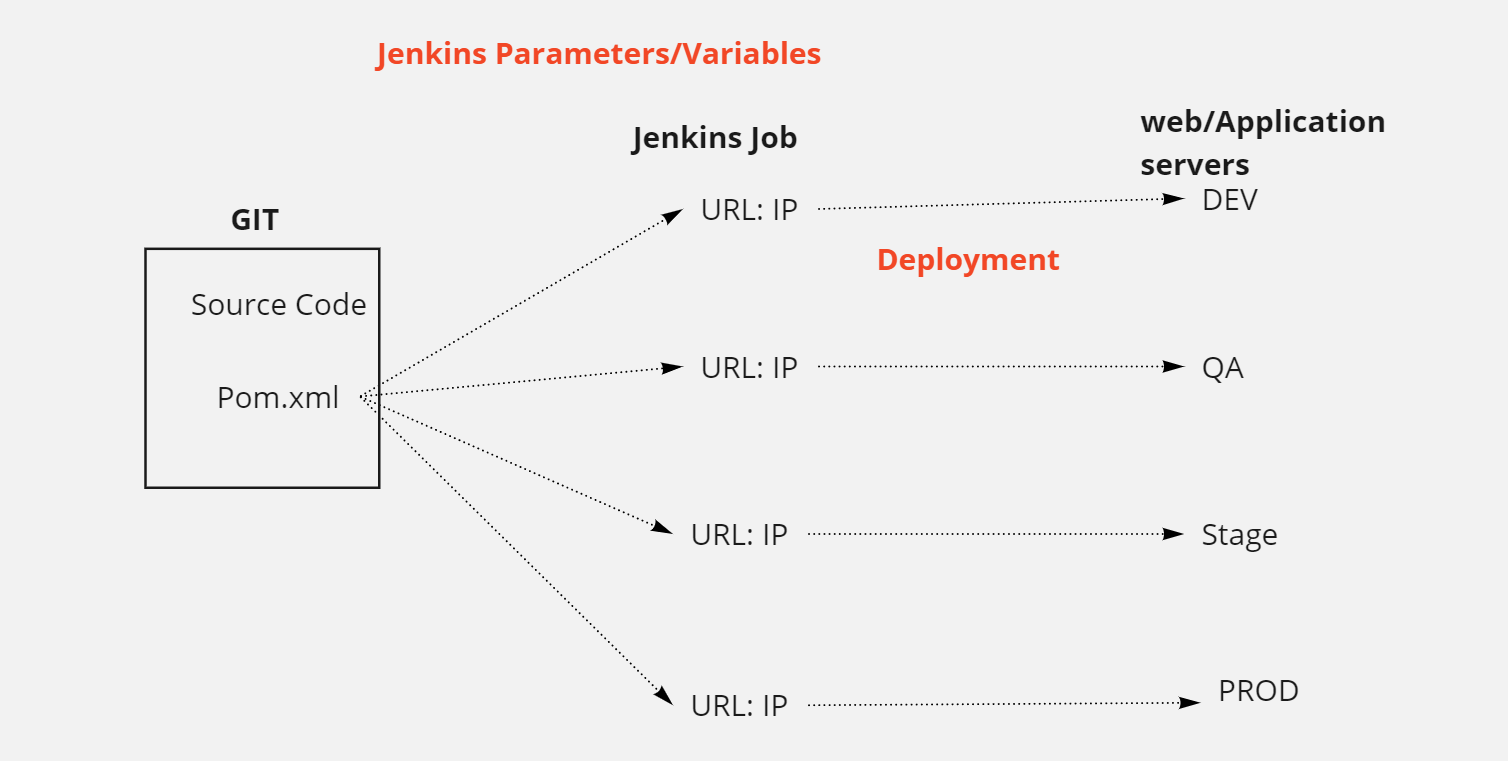 Jenkins Parameters/Variables
Jenkins Job
web/Application
servers
GIT
Source Code
Pom.xml
URL: IP
DEV
Deployment
URL: IP
QA
URL: IP
Stage
URL: IP
PROD